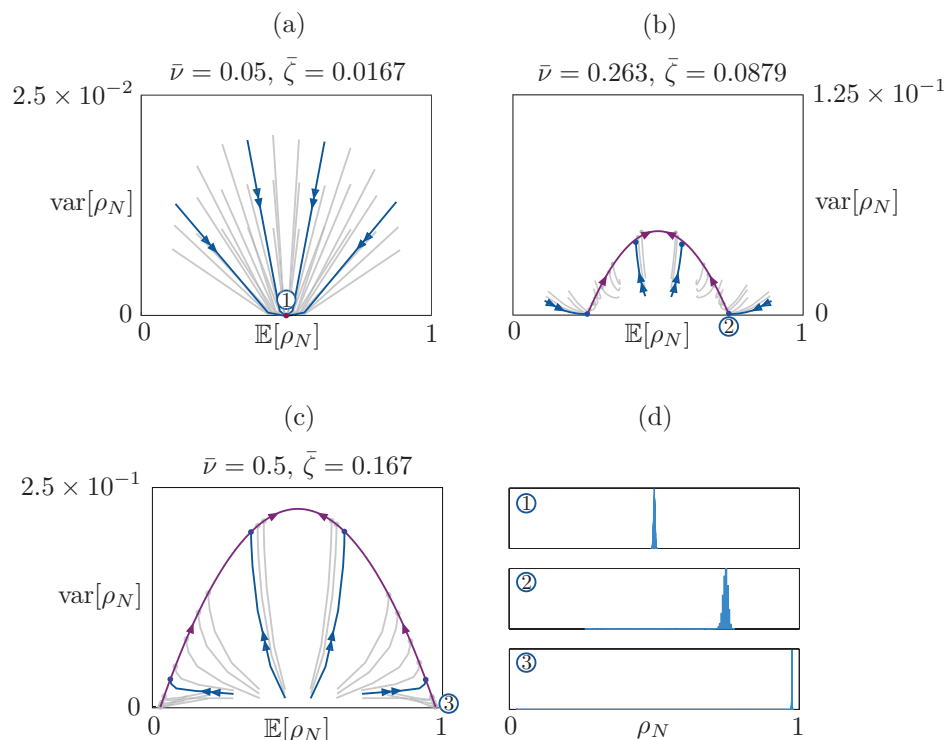 (a)
ν̄ = 0.05, ζ̄ = 0.0167
2.5 × 10⁻²
var[ρ_N]
0
1
0
𝔼[ρ_N]
1
(b)
ν̄ = 0.263, ζ̄ = 0.0879
1.25 × 10⁻¹
var[ρ_N]
0
0
𝔼[ρ_N]
2
1
(c)
ν̄ = 0.5, ζ̄ = 0.167
2.5 × 10⁻¹
var[ρ_N]
0
3
0
𝔼[ρ_N]
1
(d)
1
2
3
0
ρ_N
1